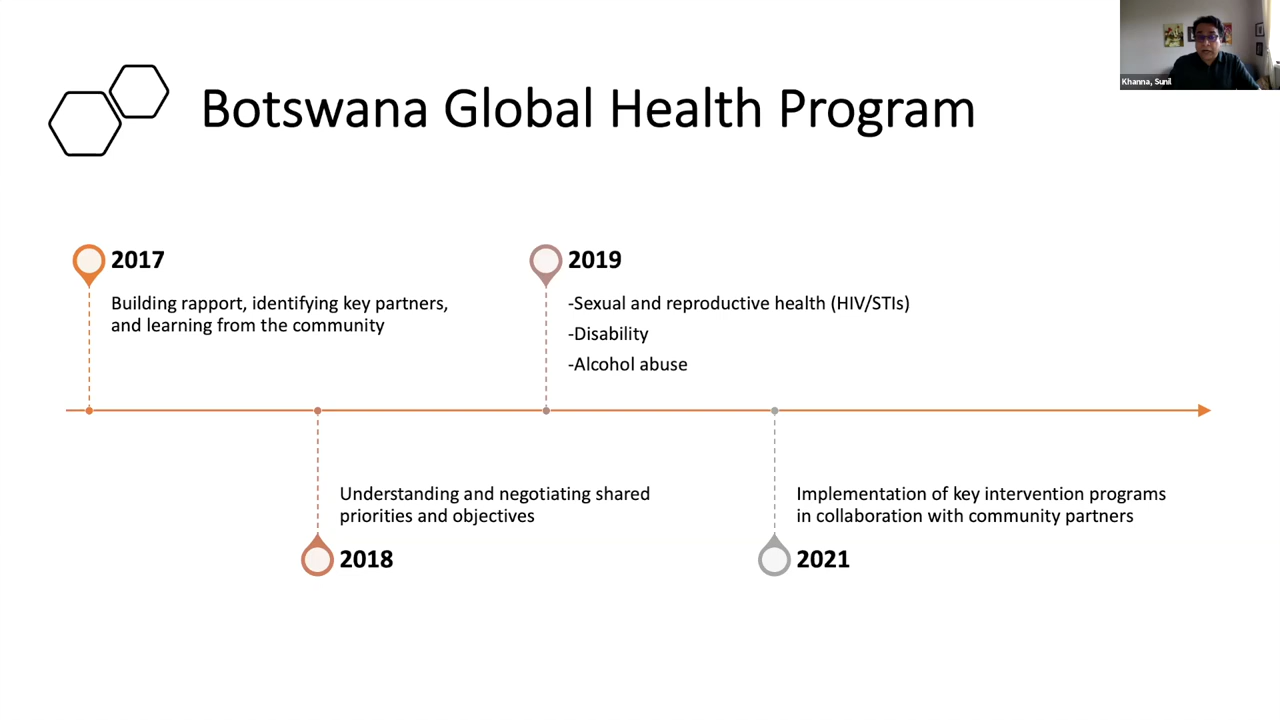 Khanna, Sunil
Botswana Global Health Program
2017
Building rapport, identifying key partners,
and learning from the community
2019
-Sexual and reproductive health (HIV/STIs)
-Disability
-Alcohol abuse
Understanding and negotiating shared
priorities and objectives
2018
Implementation of key intervention programs
in collaboration with community partners
2021